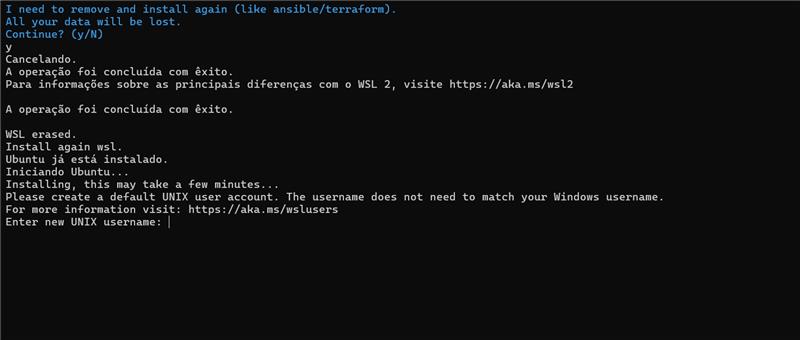 I need to remove and install again (like ansible/terraform).
All your data will be lost.
Continue? (y/N)
y
Cancelando.
A operação foi concluída com êxito.
Para informações sobre as principais diferenças com o WSL 2, visite https://aka.ms/wsl2
A operação foi concluída com êxito.
WSL erased.
Install again wsl.
Ubuntu já está instalado.
Iniciando Ubuntu...
Installing, this may take a few minutes...
Please create a default UNIX user account. The username does not need to match your Windows username.
For more information visit: https://aka.ms/wslusers
Enter new UNIX username: